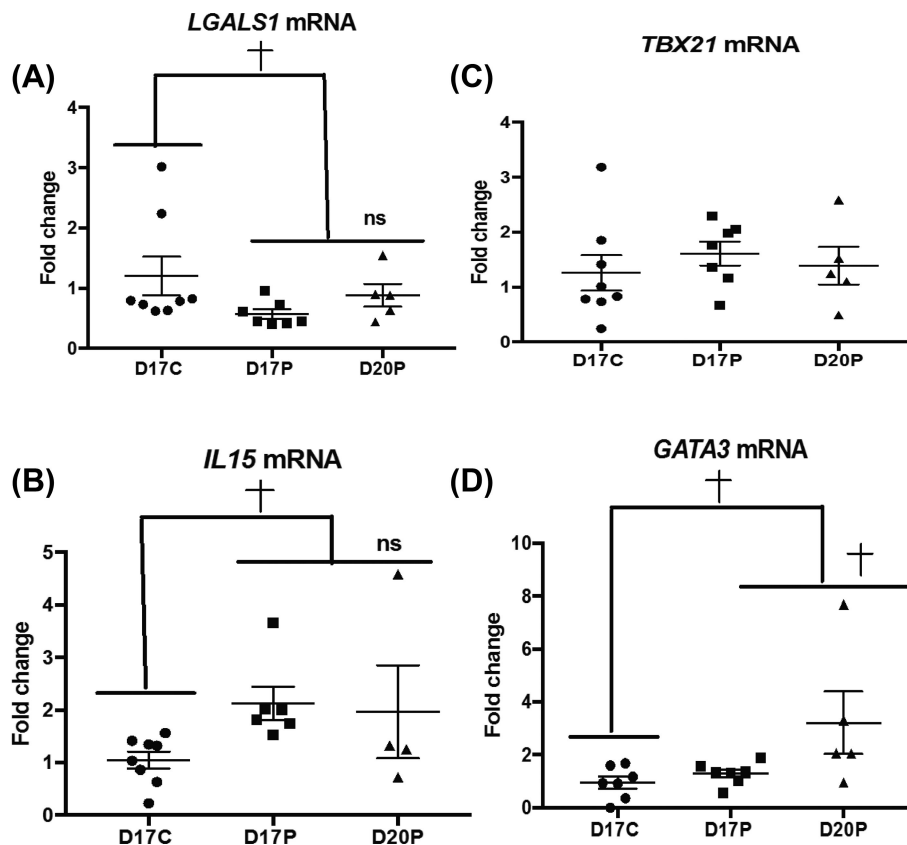 LGALS1 mRNA
†
(A)
4
3
2
1
0
Fold change
ns
D17C D17P D20P
TBX21 mRNA
(C)
4
3
2
1
0
Fold change
D17C D17P D20P
IL15 mRNA
†
(B)
5
4
3
2
1
0
Fold change
ns
D17C D17P D20P
GATA3 mRNA
†
(D)
†
10
8
6
4
2
0
Fold change
D17C D17P D20P